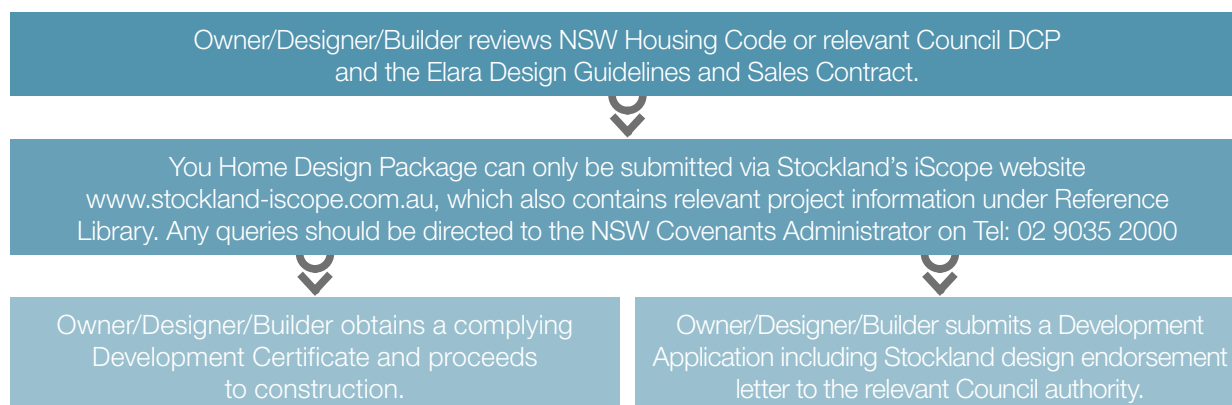 Owner/Designer/Builder reviews NSW Housing Code or relevant Council DCP
and the Elara Design Guidelines and Sales Contract.
You Home Design Package can only be submitted via Stockland's iScope website
www.stockland-iscope.com.au, which also contains relevant project information under Reference
Library. Any queries should be directed to the NSW Covenants Administrator on Tel: 02 9035 2000
Owner/Designer/Builder obtains a complying
Development Certificate and proceeds
to construction.
Owner/Designer/Builder submits a Development
Application including Stockland design endorsement
letter to the relevant Council authority.